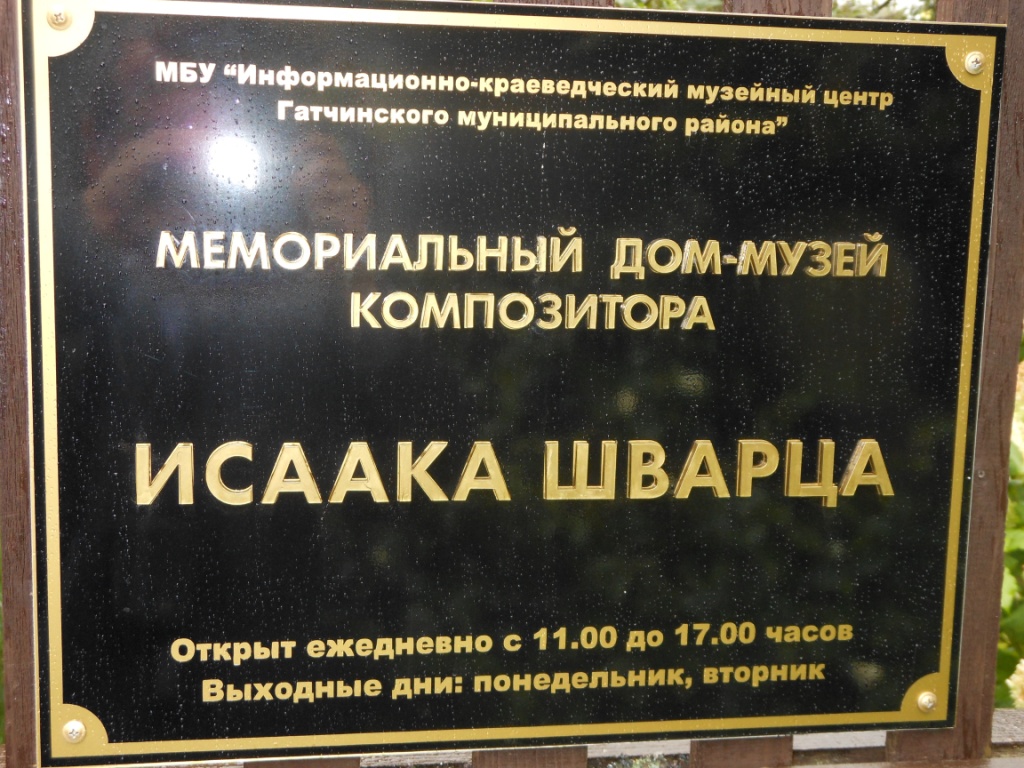 МБУ “Информационно-краеведческий музейный центр
Гатчинского муниципального района”
МЕМОРИАЛЬНЫЙ ДОМ-МУЗЕЙ
КОМПОЗИТОРА
ИСААКА ШВАРЦА
Открыт ежедневно с 11.00 до 17.00 часов
Выходные дни: понедельник, вторник